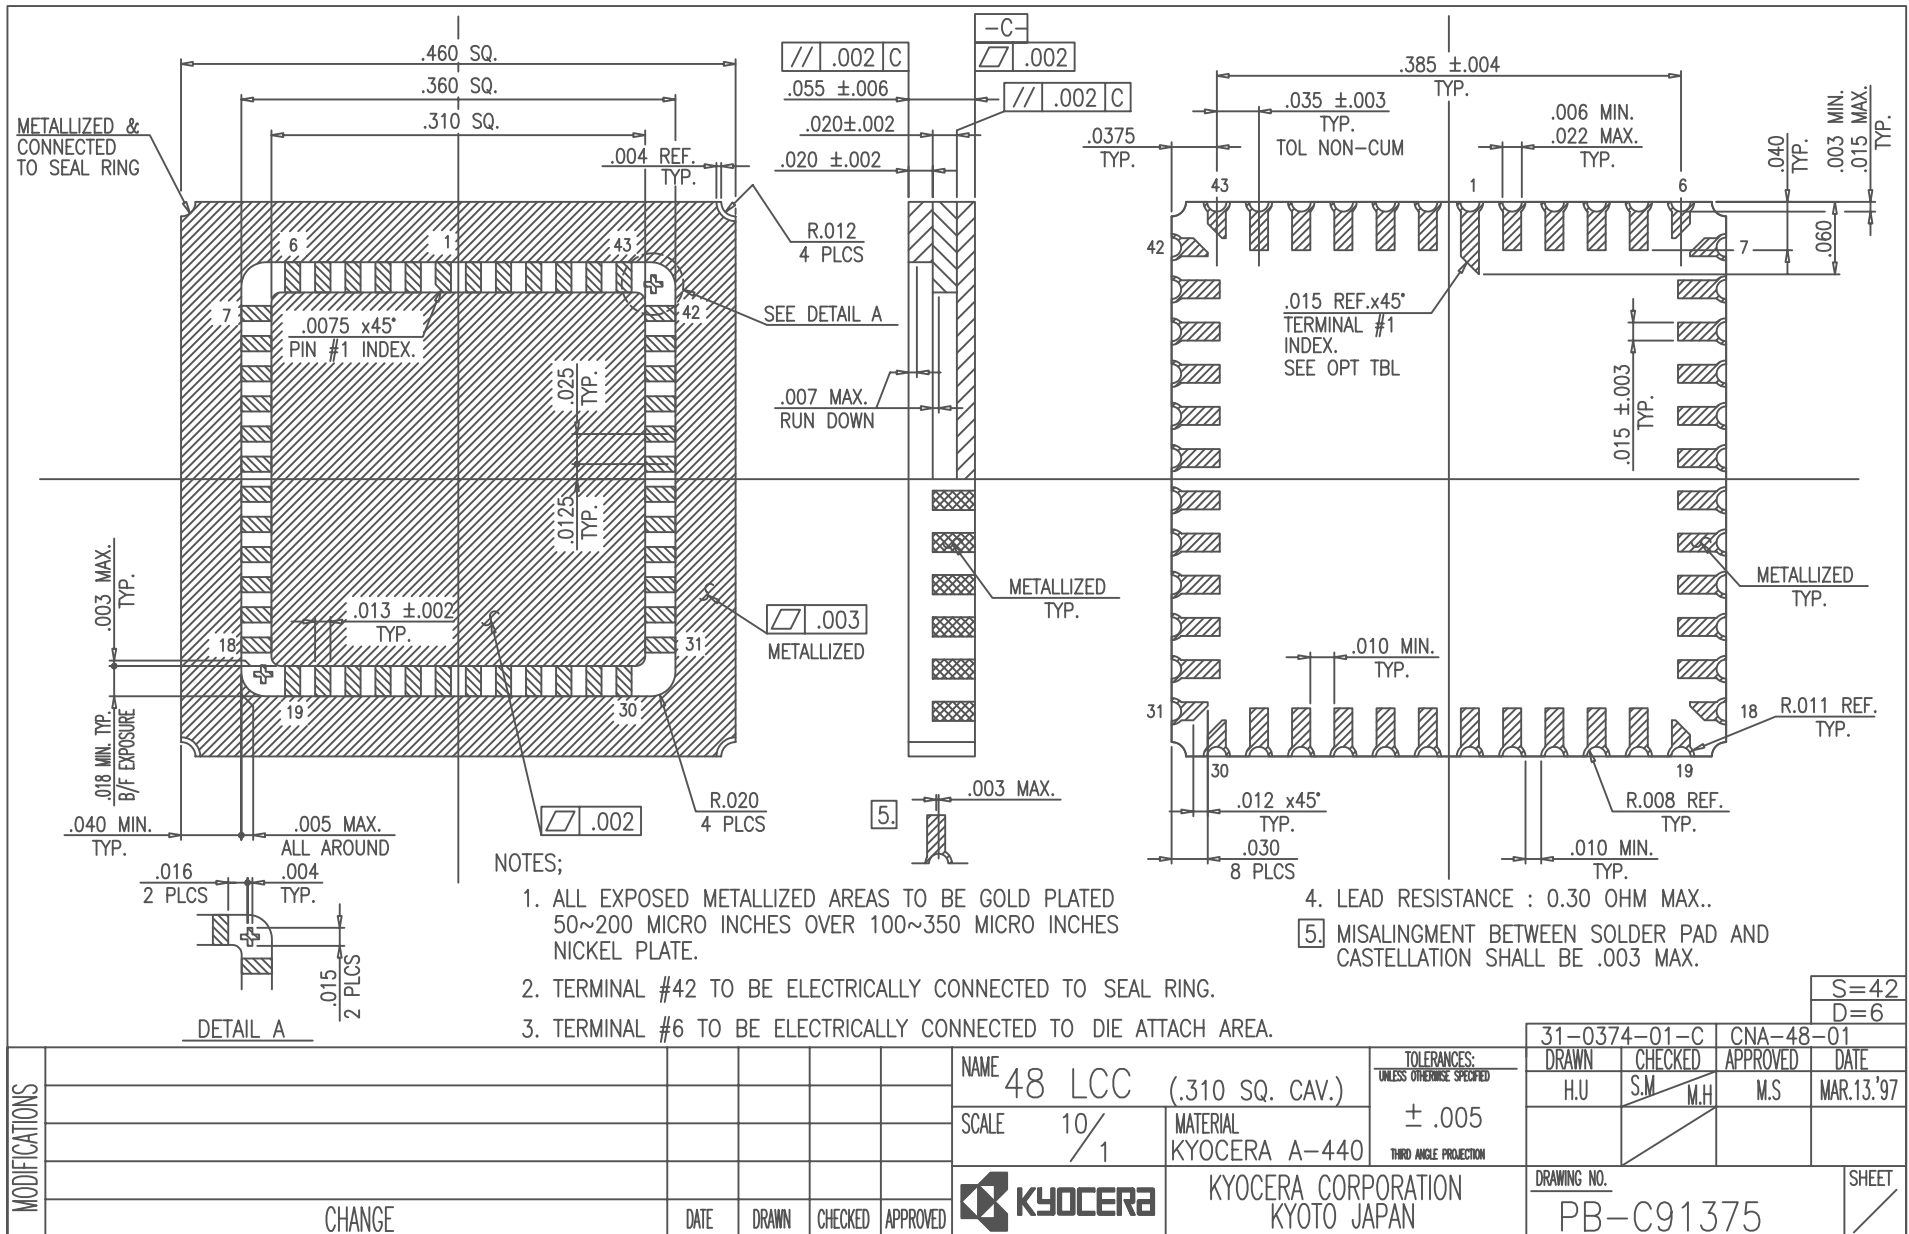 .460 SQ.
.360 SQ.
.310 SQ.
METALLIZED &
CONNECTED
TO SEAL RING
.004 REF.
TYP.
R.012
4 PLCS
6
1
43
7
42
.0075 x45°
PIN #1 INDEX.
SEE DETAIL A
.025
TYP.
.0125
TYP.
.003 MAX.
TYP.
.013 ±.002
TYP.
18
31
19
30
.018 MIN. TYP.
B/F EXPOSURE
.040 MIN.
TYP.
.005 MAX.
ALL AROUND
▱ .003
METALLIZED
▱ .002
R.020
4 PLCS
.016
2 PLCS
.004
TYP.
.015
2 PLCS
DETAIL A
-C-
// .002 C
▱ .002
.055 ±.006
// .002 C
.020±.002
.020 ±.002
.007 MAX.
RUN DOWN
METALLIZED
TYP.
5.
.003 MAX.
.385 ±.004
TYP.
.035 ±.003
TYP.
TOL NON-CUM
.0375
TYP.
.006 MIN.
.022 MAX.
TYP.
.040
TYP.
.003 MIN.
.015 MAX.
TYP.
.060
43
1
6
42
7
.015 REF.x45°
TERMINAL #1
INDEX.
SEE OPT TBL
.015 ±.003
TYP.
METALLIZED
TYP.
.010 MIN.
TYP.
31
18
R.011 REF.
TYP.
30
19
.012 x45°
TYP.
R.008 REF.
TYP.
.030
8 PLCS
.010 MIN.
TYP.
NOTES;
1. ALL EXPOSED METALLIZED AREAS TO BE GOLD PLATED
50~200 MICRO INCHES OVER 100~350 MICRO INCHES
NICKEL PLATE.
2. TERMINAL #42 TO BE ELECTRICALLY CONNECTED TO SEAL RING.
3. TERMINAL #6 TO BE ELECTRICALLY CONNECTED TO DIE ATTACH AREA.
4. LEAD RESISTANCE : 0.30 OHM MAX..
5. MISALINGMENT BETWEEN SOLDER PAD AND
CASTELLATION SHALL BE .003 MAX.
S=42
D=6
31-0374-01-C CNA-48-01
MODIFICATIONS
CHANGE DATE DRAWN CHECKED APPROVED
NAME 48 LCC (.310 SQ. CAV.)
SCALE 10/1
MATERIAL
KYOCERA A-440
TOLERANCES:
UNLESS OTHERWISE SPECIFIED
± .005
THIRD ANGLE PROJECTION
DRAWN CHECKED APPROVED DATE
H.U S.M M.H M.S MAR.13.'97
KYOCERA
KYOCERA CORPORATION
KYOTO JAPAN
DRAWING NO.
PB-C91375
SHEET